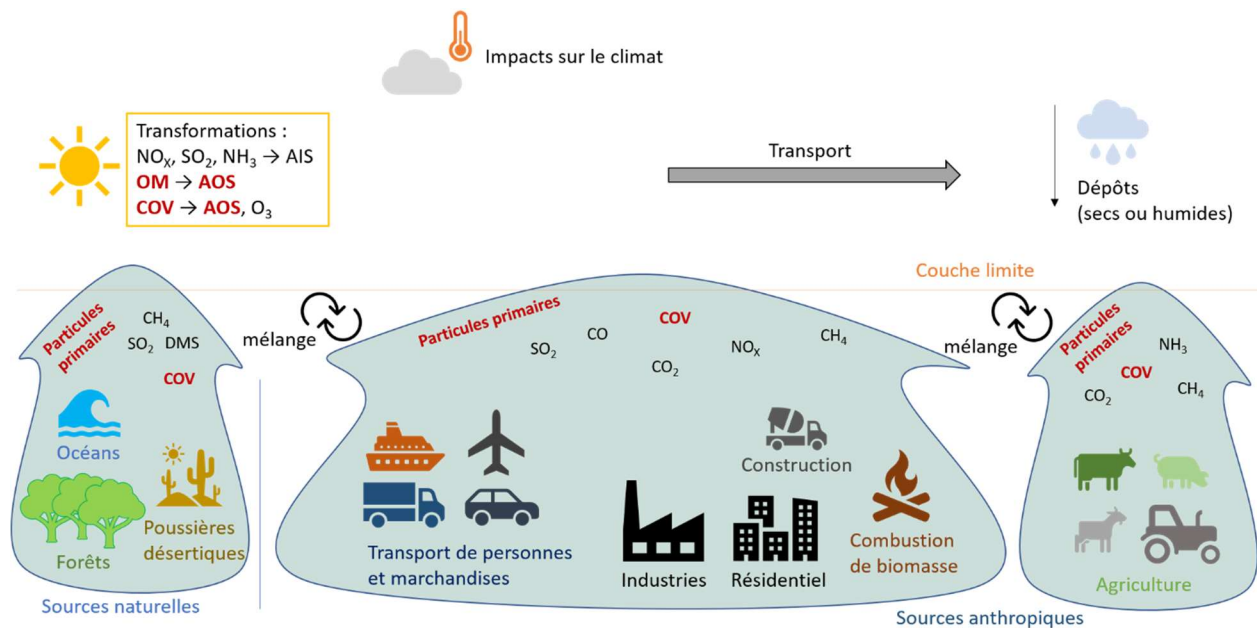 Impacts sur le climat
Transformations :
NOX, SO2, NH3 → AIS
OM → AOS
COV → AOS, O3
Transport
Dépôts
(secs ou humides)
Couche limite
Particules
primaires
CH4
SO2 DMS
COV
Océans
Forêts
Poussières
désertiques
Sources naturelles
mélange
Particules primaires
SO2
CO
COV
CO2
NOX
CH4
Transport de personnes
et marchandises
Industries
Construction
Résidentiel
Combustion
de biomasse
mélange
Particules
primaires
NH3
COV
CO2
CH4
Agriculture
Sources anthropiques